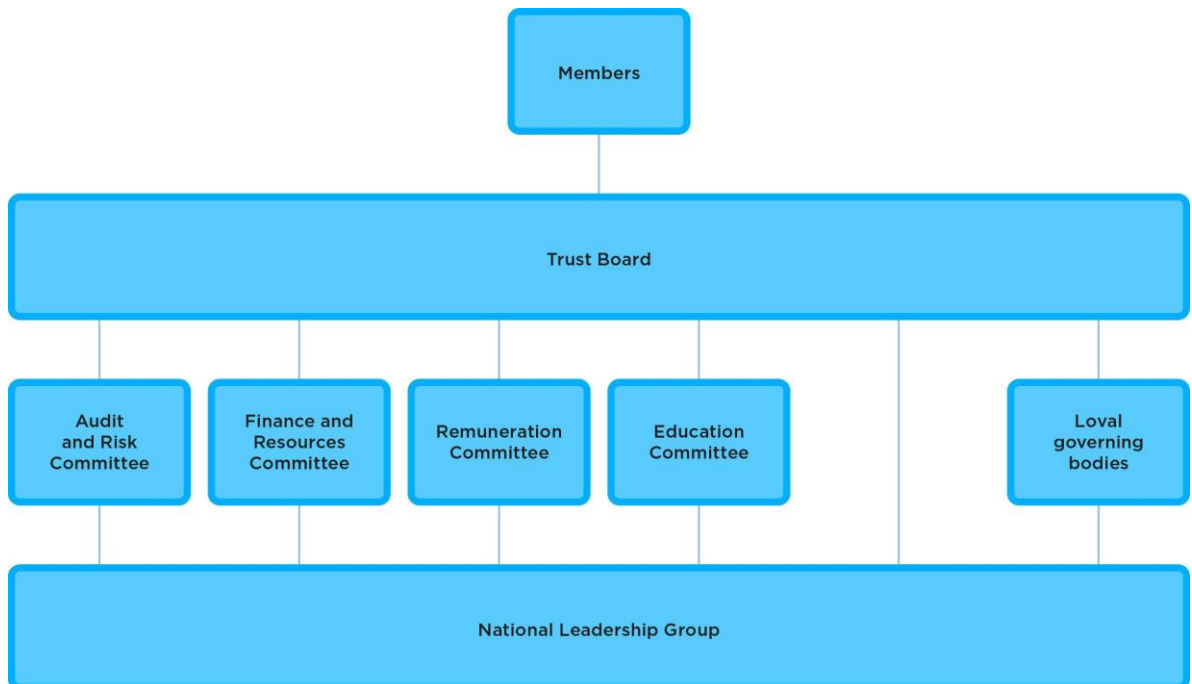 Members
Trust Board
Audit
and Risk
Committee
Finance and
Resources
Committee
Remuneration
Committee
Education
Committee
Loval
governing
bodies
National Leadership Group